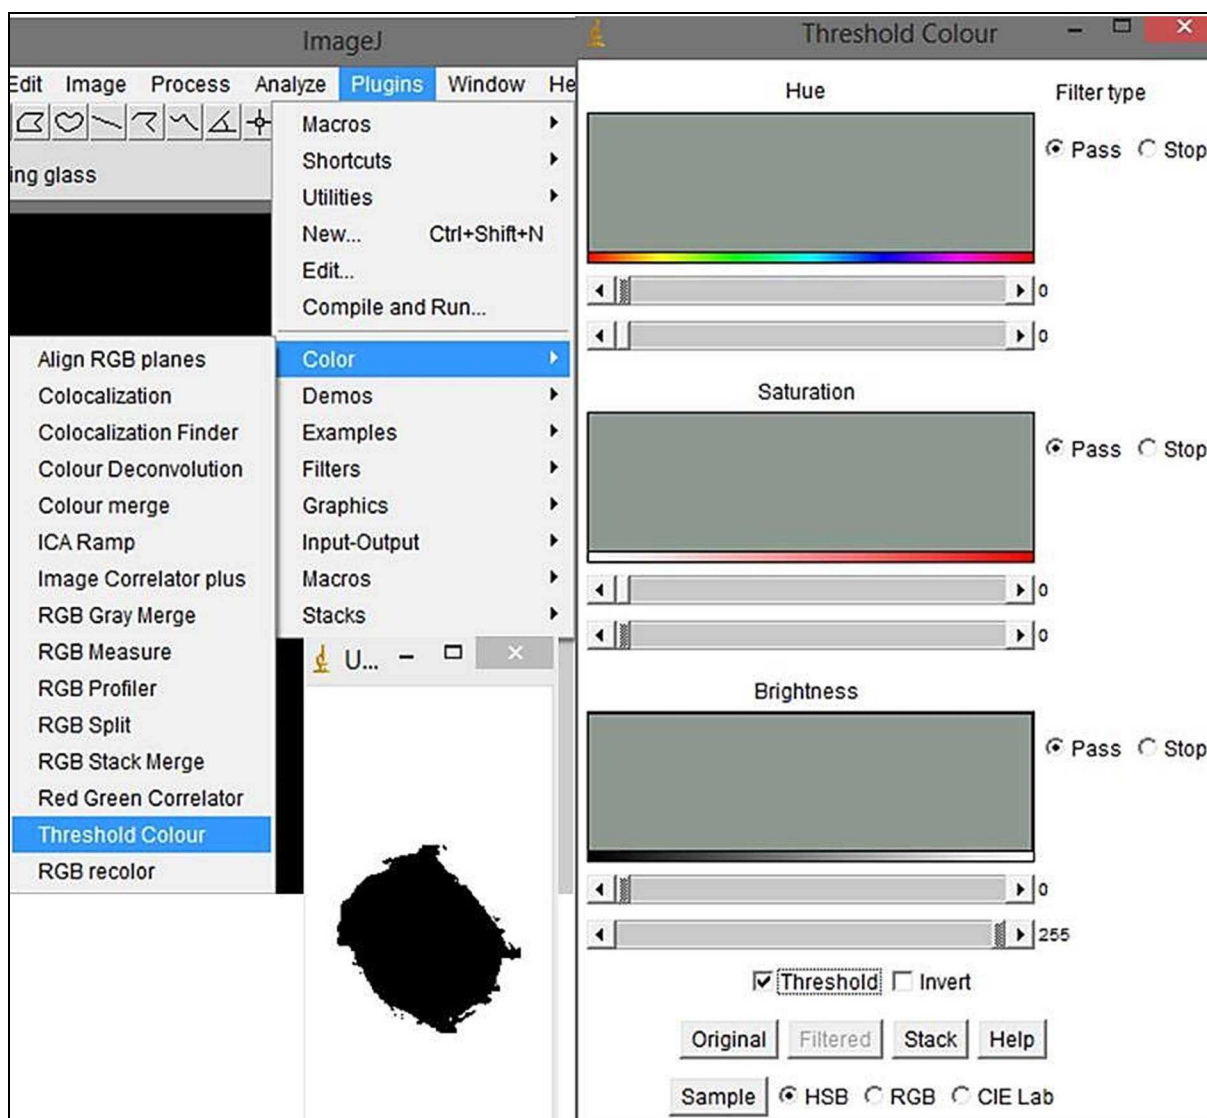 ImageJ
Edit Image Process Analyze Plugins Window He
ing glass
Macros
Shortcuts
Utilities
New... Ctrl+Shift+N
Edit...
Compile and Run...
Color
Demos
Examples
Filters
Graphics
Input-Output
Macros
Stacks
Align RGB planes
Colocalization
Colocalization Finder
Colour Deconvolution
Colour merge
ICA Ramp
Image Correlator plus
RGB Gray Merge
RGB Measure
RGB Profiler
RGB Split
RGB Stack Merge
Red Green Correlator
Threshold Colour
RGB recolor
U...
Threshold Colour
Hue
Filter type
Pass Stop
0
0
Saturation
Pass Stop
0
0
Brightness
Pass Stop
0
255
Threshold Invert
Original Filtered Stack Help
Sample HSB RGB CIE Lab